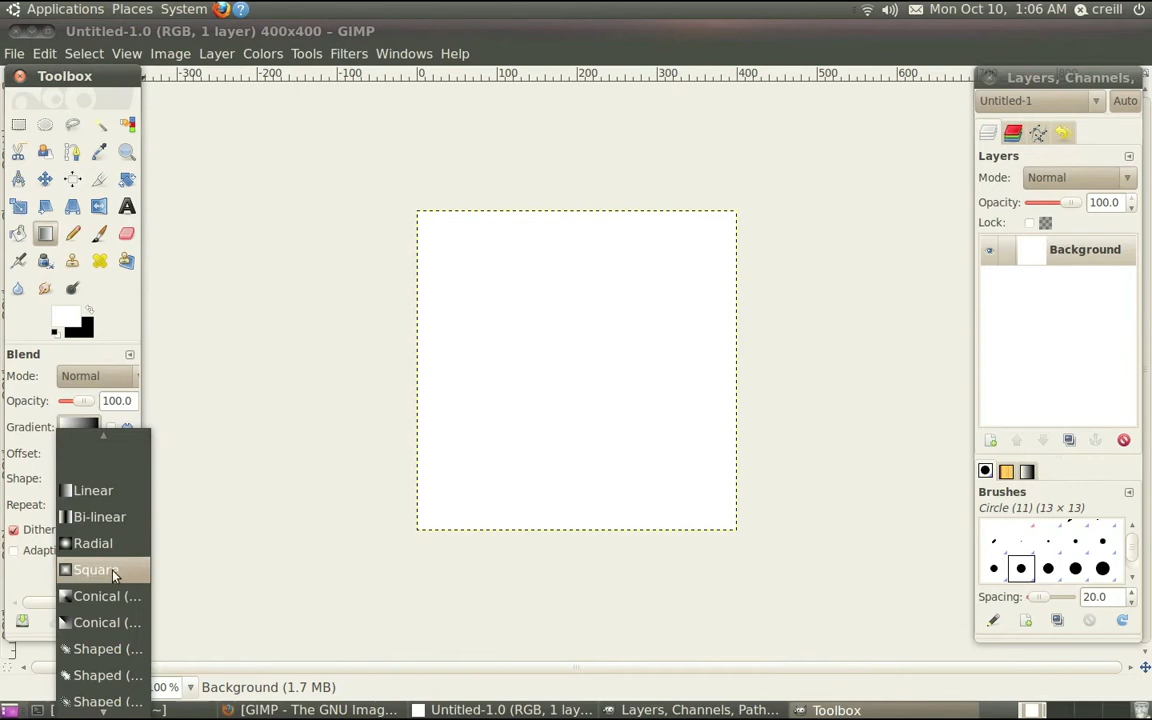 Applications Places System ? Mon Oct 10, 1:06 AM creill
Untitled-1.0 (RGB, 1 layer) 400x400 – GIMP
File Edit Select View Image Layer Colors Tools Filters Windows Help
Toolbox
-300 -200 -100 0 100 200 300 400 500 600
Layers, Channels,
Untitled-1 Auto
Layers
Mode: Normal
Opacity: 100.0
Lock:
Background
Blend
Mode: Normal
Opacity: 100.0
Gradient:
Offset:
Shape:
Repeat:
Dither
Adapti
Linear
Bi-linear
Radial
Square
Conical (...
Conical (...
Shaped (...
Shaped (...
Shaped (...
Brushes
Circle (11) (13 × 13)
Spacing: 20.0
100 % Background (1.7 MB)
[GIMP - The GNU Imag... Untitled-1.0 (RGB, 1 lay... Layers, Channels, Path... Toolbox